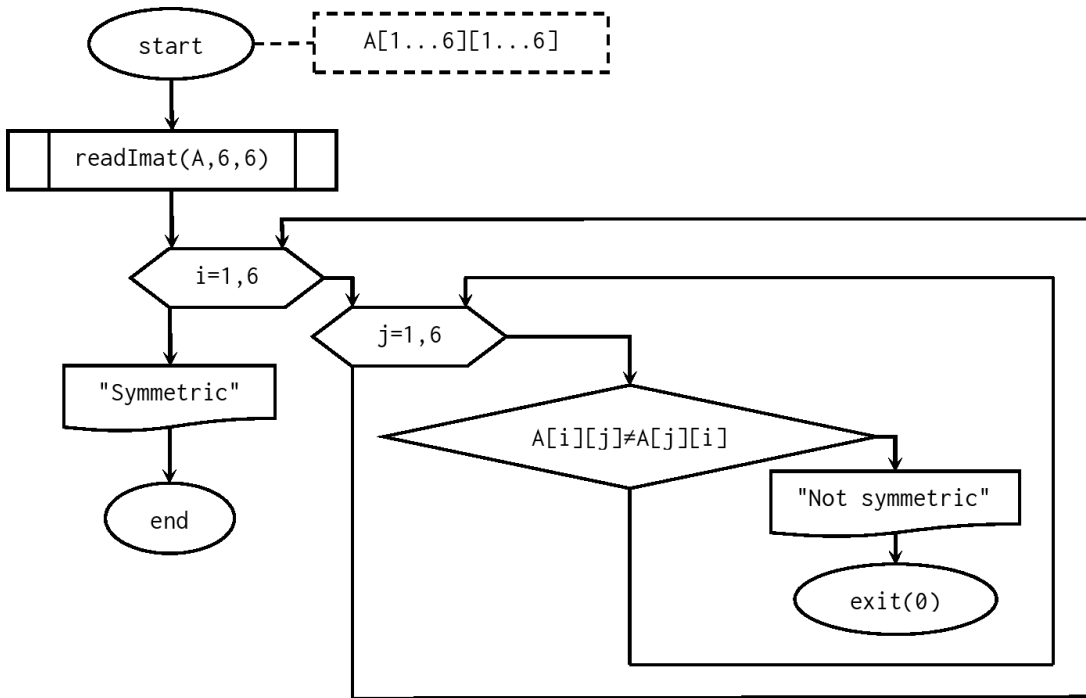 start
A[1...6][1...6]
readImat(A,6,6)
i=1,6
j=1,6
"Symmetric"
A[i][j]≠A[j][i]
"Not symmetric"
end
exit(0)